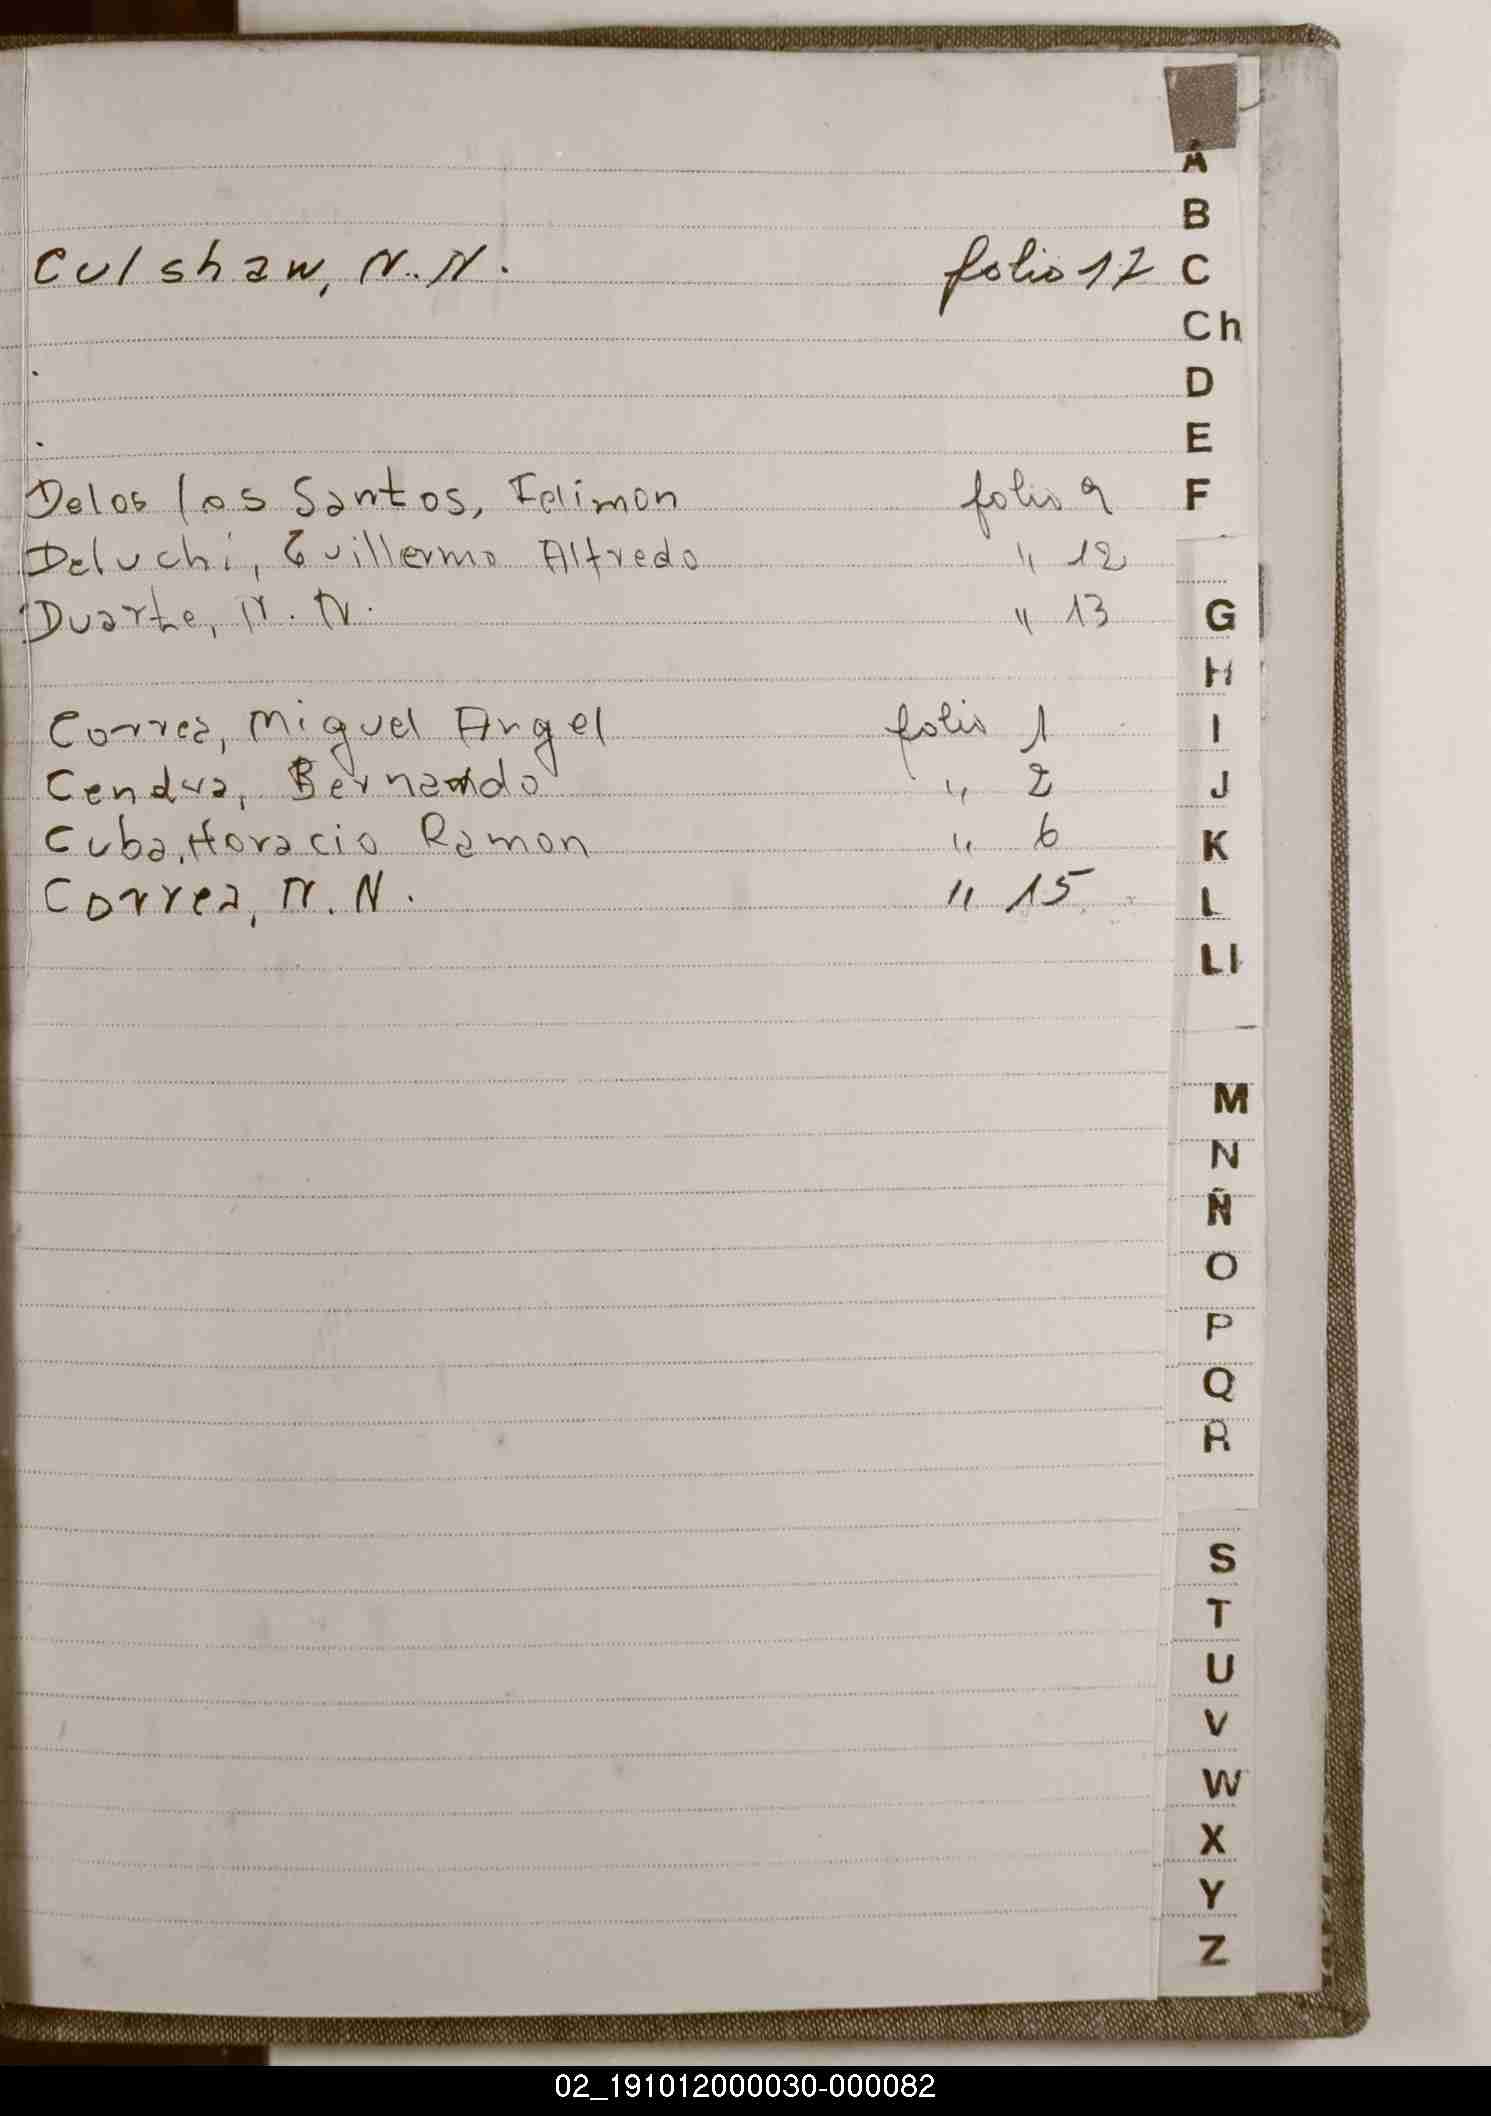 A
B
Culshaw, N.N. folio 17 C
Ch
D
E
Delos los Santos, Felimon folio 9 F
Deluchi, Guillermo Alfredo " 12
Duarte, N.N. " 13 G
H
Correa, Miguel Angel folio 1 I
Bernardo " 2 J
Cuba, Horacio Ramon " 6 K
Correa, N.N. " 15 L
Ll
M
N
Ñ
O
P
Q
R
S
T
U
V
W
X
Y
Z
02_191012000030-000082